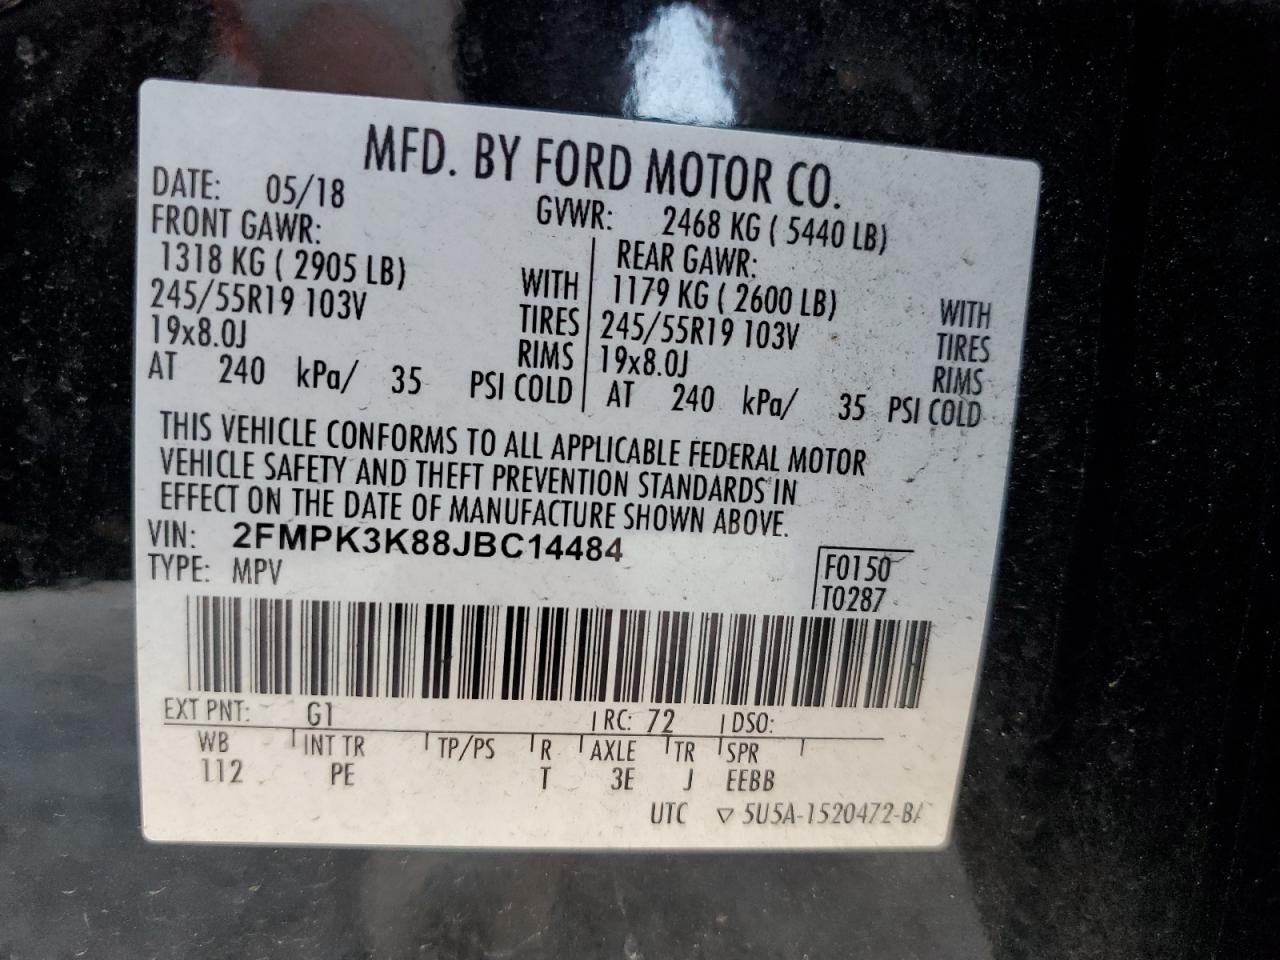 MFD. BY FORD MOTOR CO.
DATE: 05/18 GVWR: 2468 KG ( 5440 LB)
FRONT GAWR: REAR GAWR:
1318 KG ( 2905 LB) WITH 1179 KG ( 2600 LB) WITH
245/55R19 103V TIRES 245/55R19 103V TIRES
19x8.0J RIMS 19x8.0J RIMS
AT 240 kPa/ 35 PSI COLD AT 240 kPa/ 35 PSI COLD
THIS VEHICLE CONFORMS TO ALL APPLICABLE FEDERAL MOTOR
VEHICLE SAFETY AND THEFT PREVENTION STANDARDS IN
EFFECT ON THE DATE OF MANUFACTURE SHOWN ABOVE.
VIN: 2FMPK3K88JBC14484
TYPE: MPV
F0150
T0287
EXT PNT: G1 RC: 72 DSO:
WB INT TR TP/PS R AXLE TR SPR
112 PE T 3E J EEBB
UTC ▽ 5U5A-1520472-BA